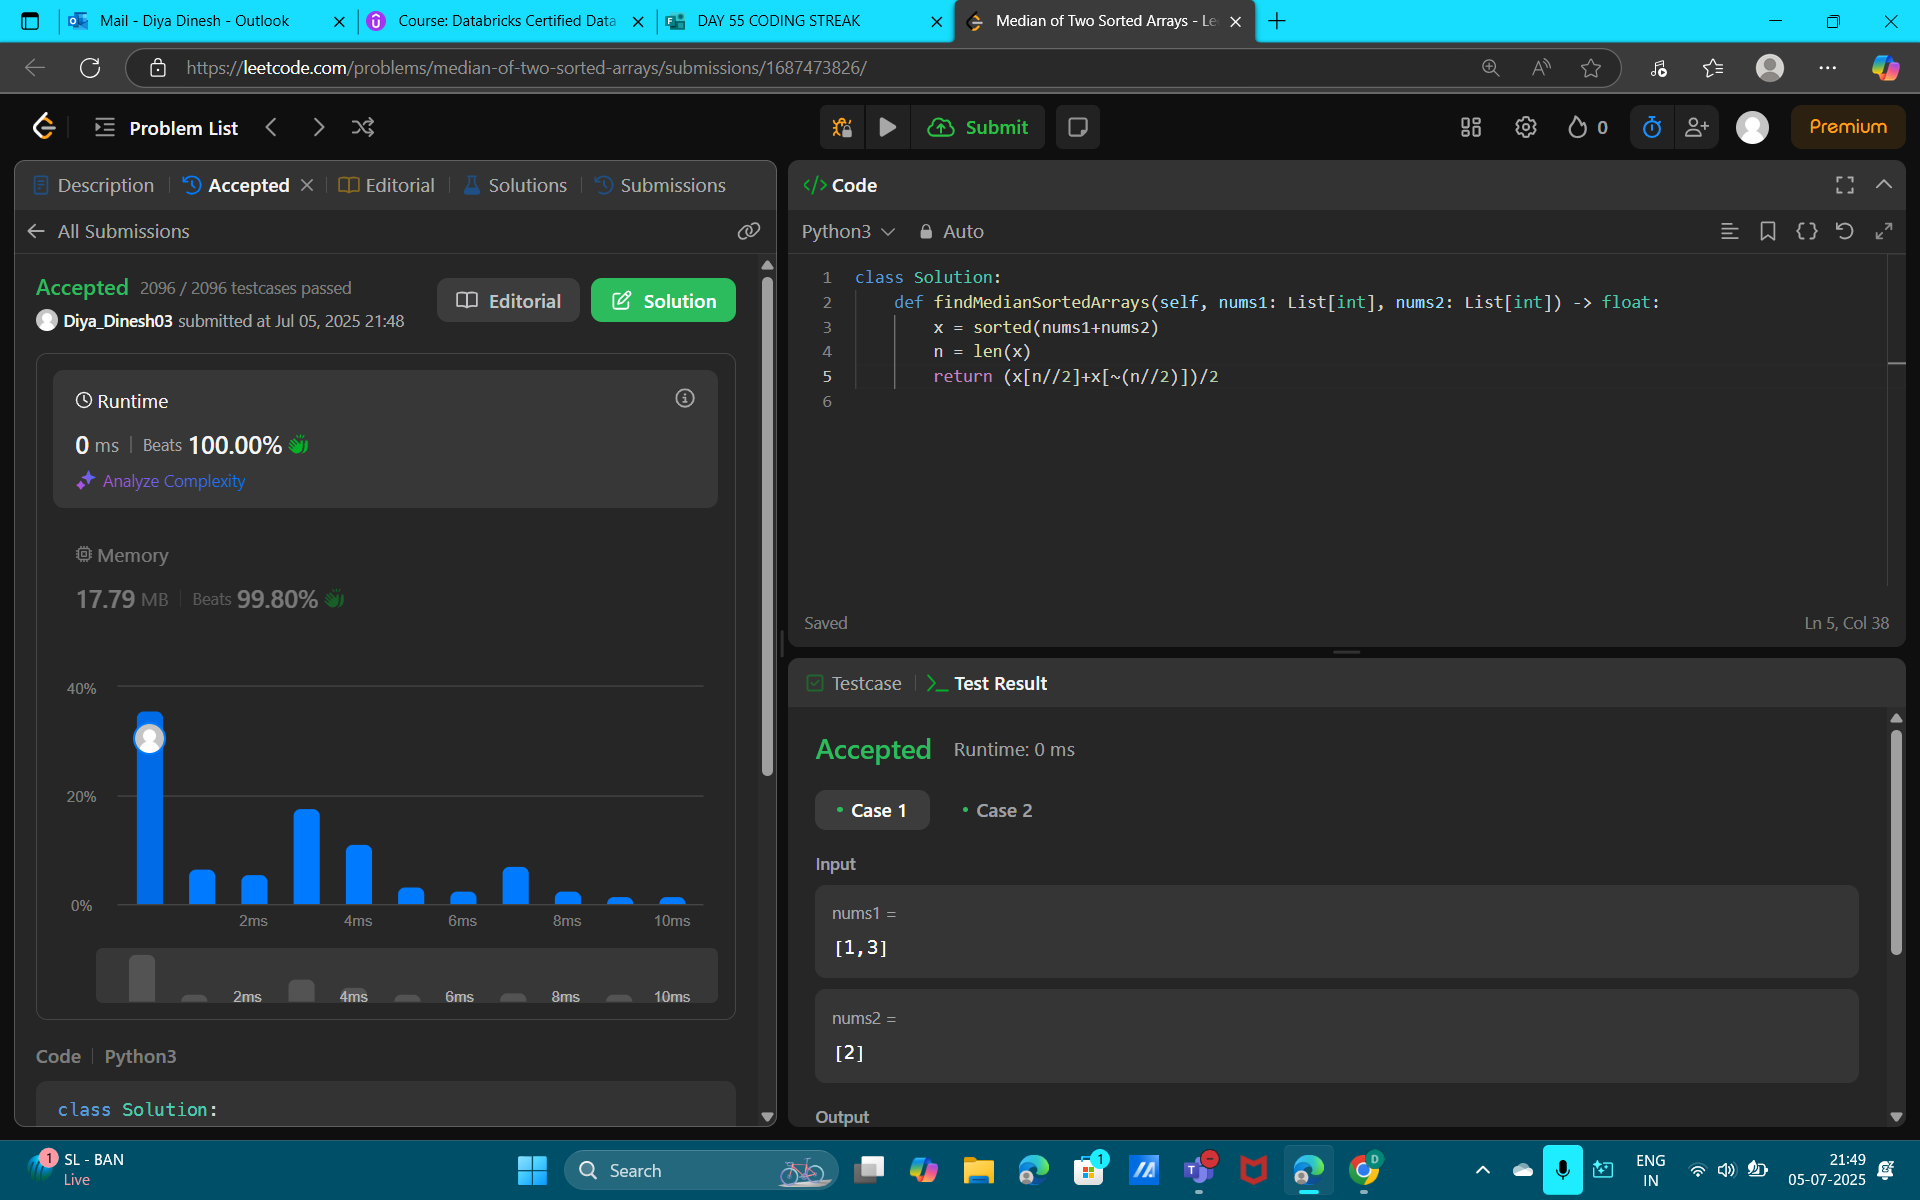 Mail - Diya Dinesh - Outlook
Course: Databricks Certified Data
DAY 55 CODING STREAK
Median of Two Sorted Arrays - Le
https://leetcode.com/problems/median-of-two-sorted-arrays/submissions/1687473826/
Problem List
Submit
0
Premium
Description
Accepted
Editorial
Solutions
Submissions
All Submissions
Accepted 2096 / 2096 testcases passed
Diya_Dinesh03 submitted at Jul 05, 2025 21:48
Editorial
Solution
Runtime
0 ms Beats 100.00%
Analyze Complexity
Memory
17.79 MB Beats 99.80%
40%
20%
0%
2ms 4ms 6ms 8ms 10ms
2ms 4ms 6ms 8ms 10ms
Code Python3
class Solution:
</> Code
Python3 Auto
1 class Solution:
2 def findMedianSortedArrays(self, nums1: List[int], nums2: List[int]) -> float:
3 x = sorted(nums1+nums2)
4 n = len(x)
5 return (x[n//2]+x[~(n//2)])/2
6
Saved
Ln 5, Col 38
Testcase
Test Result
Accepted Runtime: 0 ms
Case 1 Case 2
Input
nums1 =
[1,3]
nums2 =
[2]
Output
1
SL - BAN
Live
Search
1
D
ENG
IN
21:49
05-07-2025